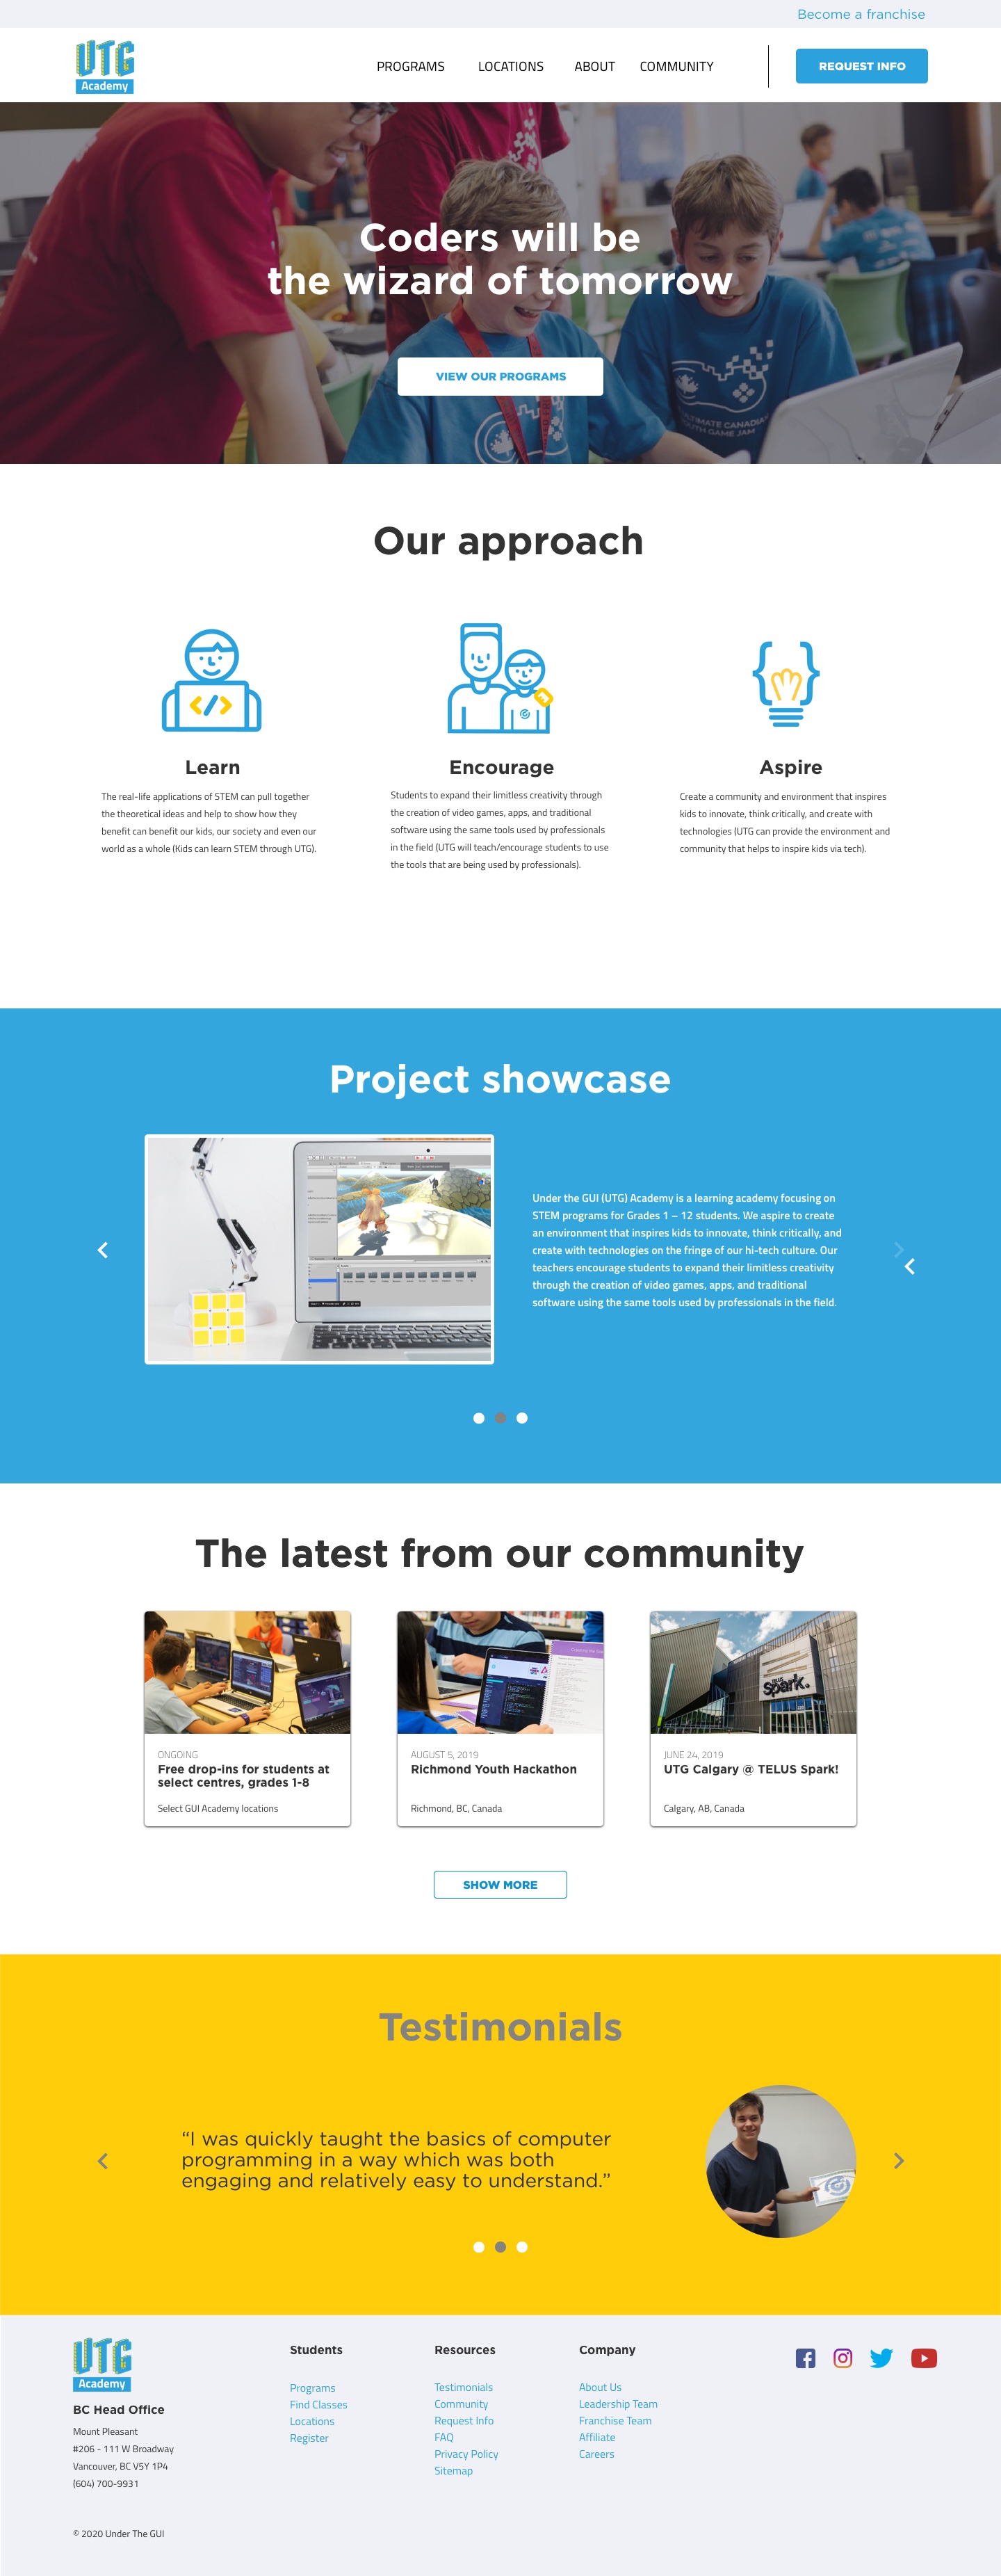 Become a franchise
UTG
Academy
PROGRAMS
LOCATIONS
ABOUT
COMMUNITY
REQUEST INFO
Coders will be
the wizard of tomorrow
VIEW OUR PROGRAMS
ULTIMATE CANADIAN
YOUTH GAME JAM
Our approach
</>
Learn
The real-life applications of STEM can pull together
the theoretical ideas and help to show how they
benefit can benefit our kids, our society and even our
world as a whole (Kids can learn STEM through UTG).
Encourage
Students to expand their limitless creativity through
the creation of video games, apps, and traditional
software using the same tools used by professionals
in the field (UTG will teach/encourage students to use
the tools that are being used by professionals).
Aspire
Create a community and environment that inspires
kids to innovate, think critically, and create with
technologies (UTG can provide the environment and
community that helps to inspire kids via tech).
Project showcase
Under the GUI (UTG) Academy is a learning academy focusing on
STEM programs for Grades 1 – 12 students. We aspire to create
an environment that inspires kids to innovate, think critically, and
create with technologies on the fringe of our hi-tech culture. Our
teachers encourage students to expand their limitless creativity
through the creation of video games, apps, and traditional
software using the same tools used by professionals in the field.
The latest from our community
ONGOING
Free drop-ins for students at
select centres, grades 1-8
Select GUI Academy locations
AUGUST 5, 2019
Richmond Youth Hackathon
Richmond, BC, Canada
TELUS
spark.
JUNE 24, 2019
UTG Calgary @ TELUS Spark!
Calgary, AB, Canada
SHOW MORE
Testimonials
“I was quickly taught the basics of computer
programming in a way which was both
engaging and relatively easy to understand.”
UTG
Academy
BC Head Office
Mount Pleasant
#206 - 111 W Broadway
Vancouver, BC V5Y 1P4
(604) 700-9931
© 2020 Under The GUI
Students
Programs
Find Classes
Locations
Register
Resources
Testimonials
Community
Request Info
FAQ
Privacy Policy
Sitemap
Company
About Us
Leadership Team
Franchise Team
Affiliate
Careers